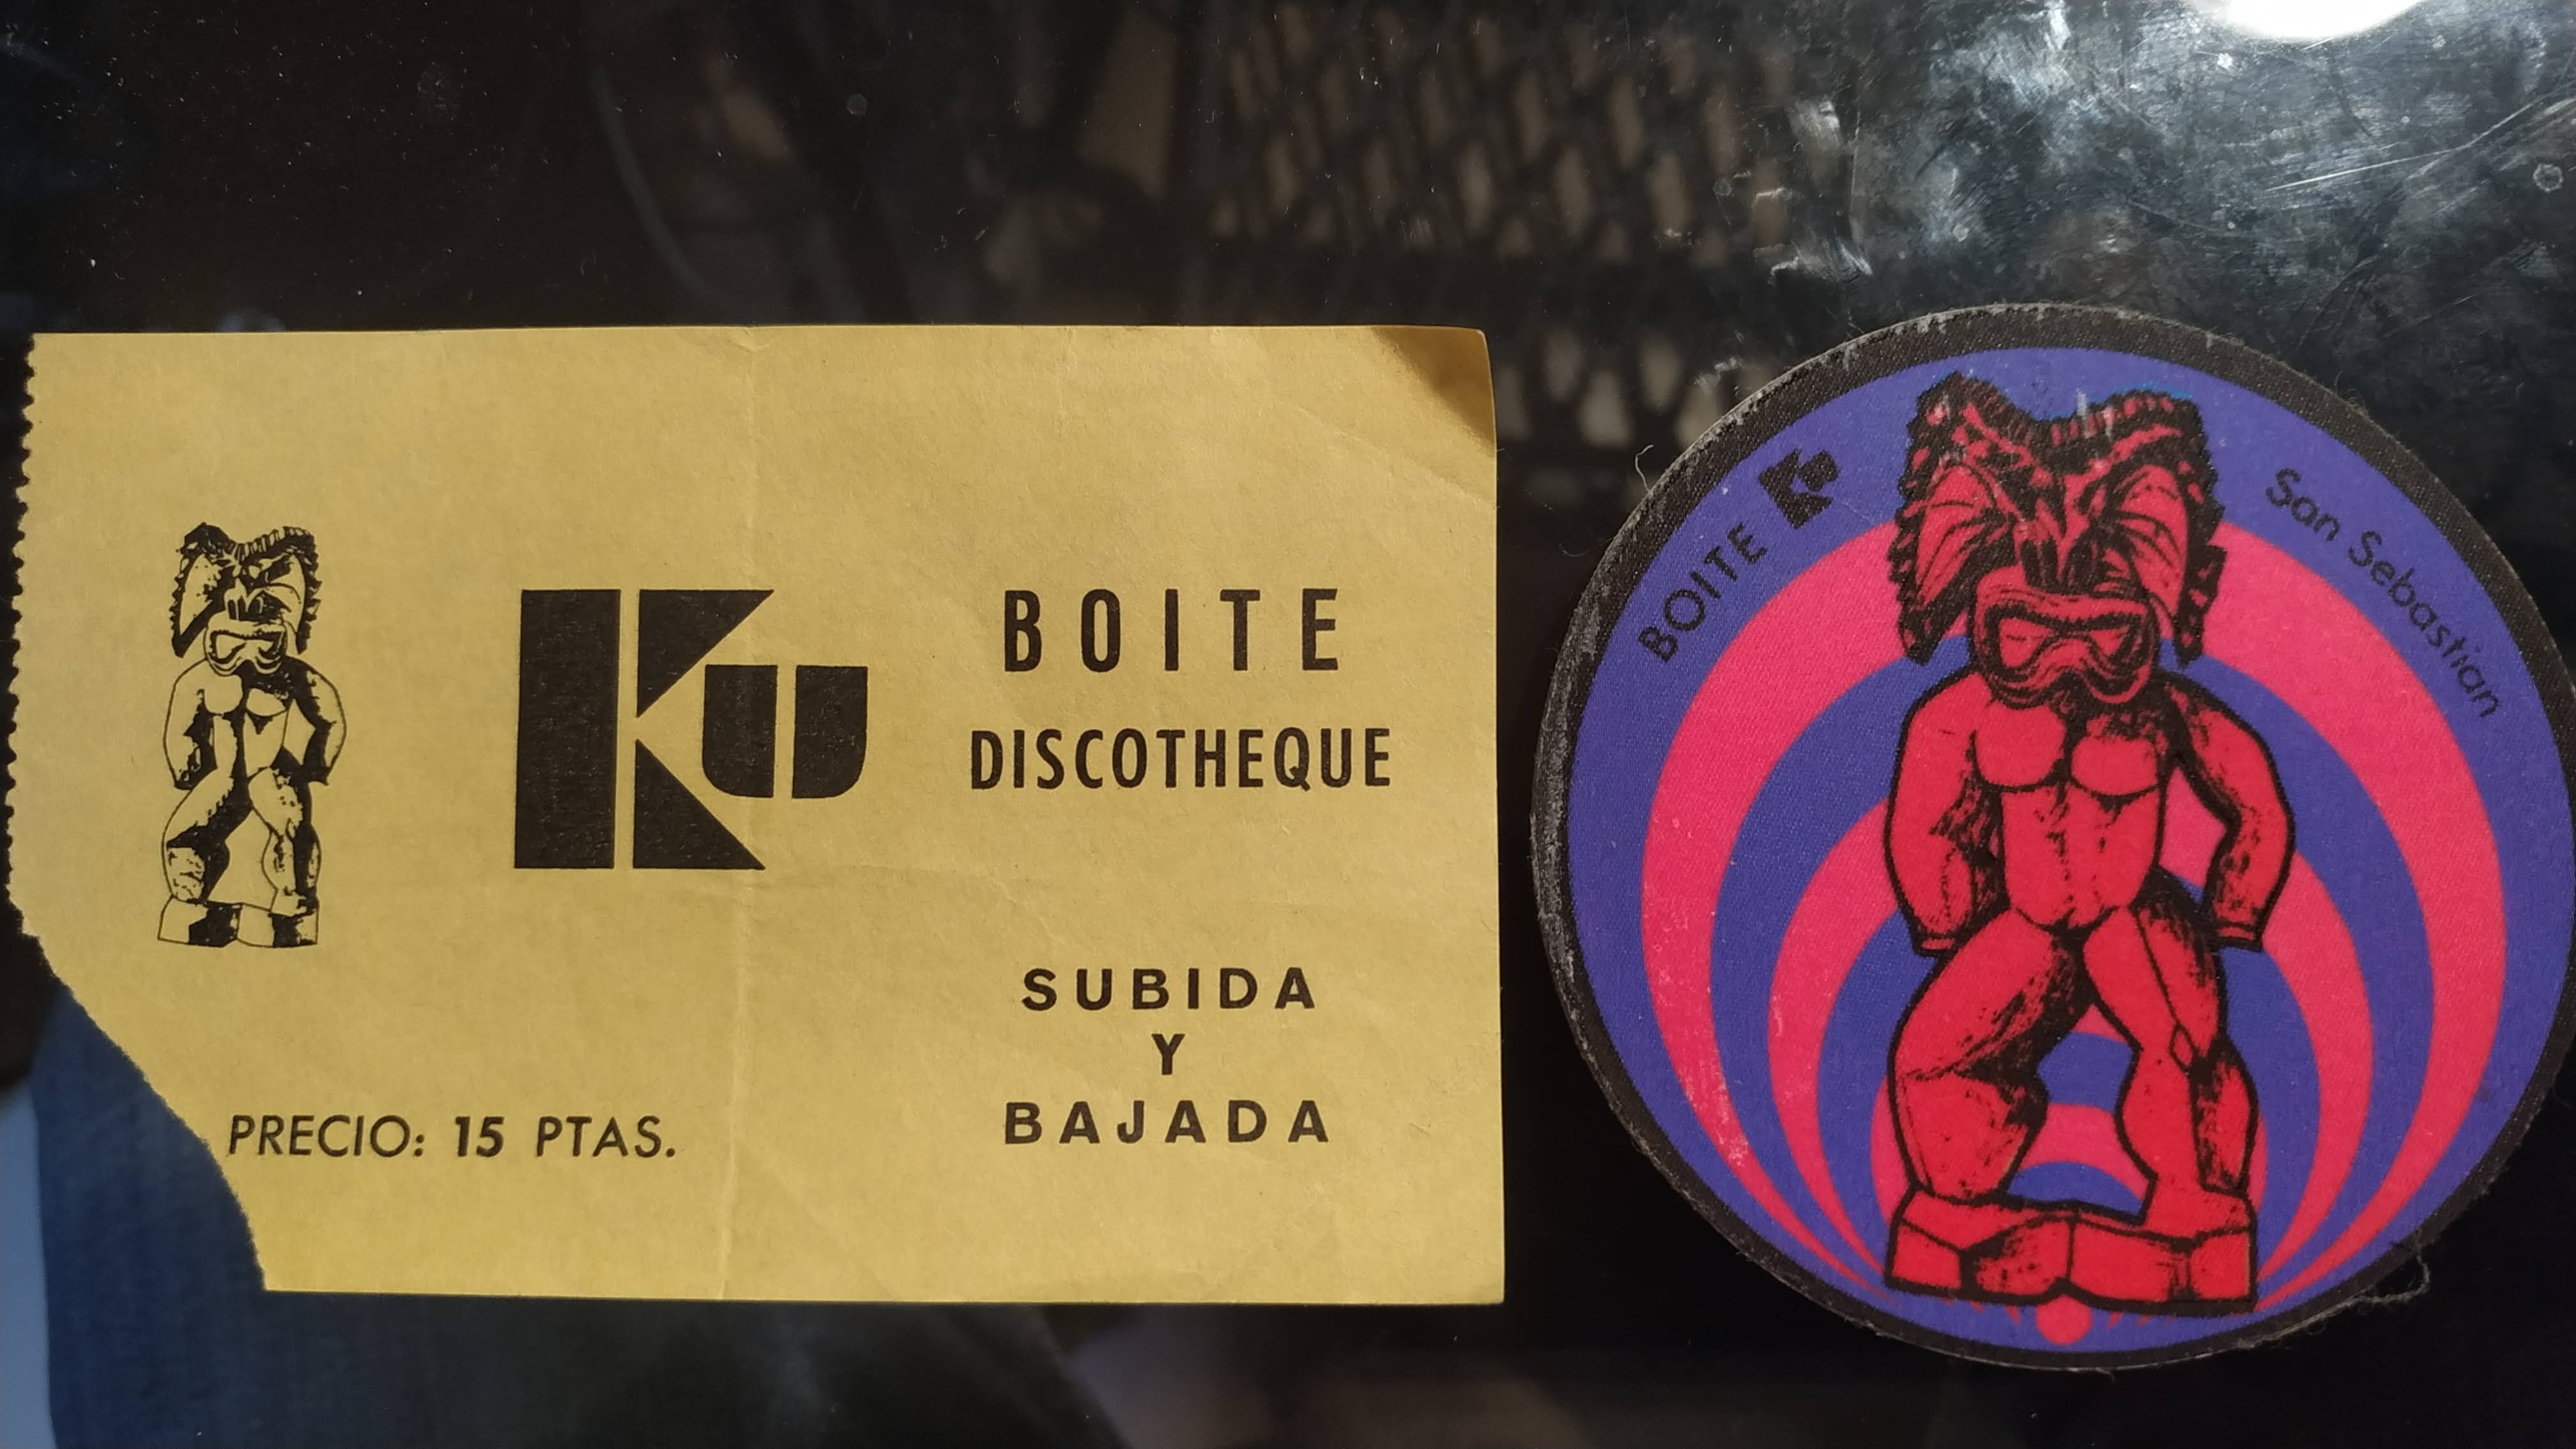 Ku
BOITE
DISCOTHEQUE
SUBIDA
Y
BAJADA
PRECIO: 15 PTAS.
BOITE Ku
San Sebastian